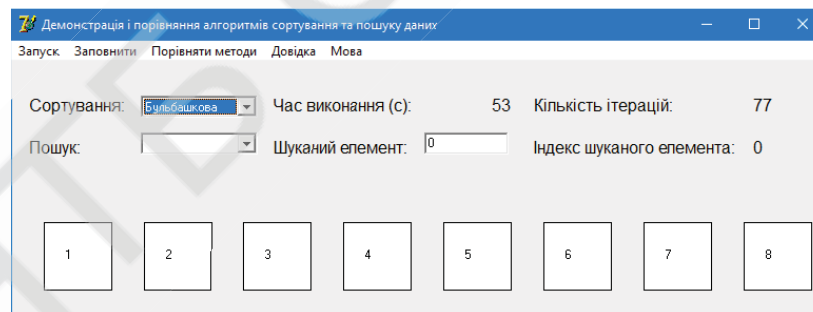 Демонстрація і порівняння алгоритмів сортування та пошуку даних
Запуск Заповнити Порівняти методи Довідка Мова
Сортування: Бульбашкова Час виконання (с): 53 Кількість ітерацій: 77
Пошук: Шуканий елемент: 0 Індекс шуканого елемента: 0
1 2 3 4 5 6 7 8